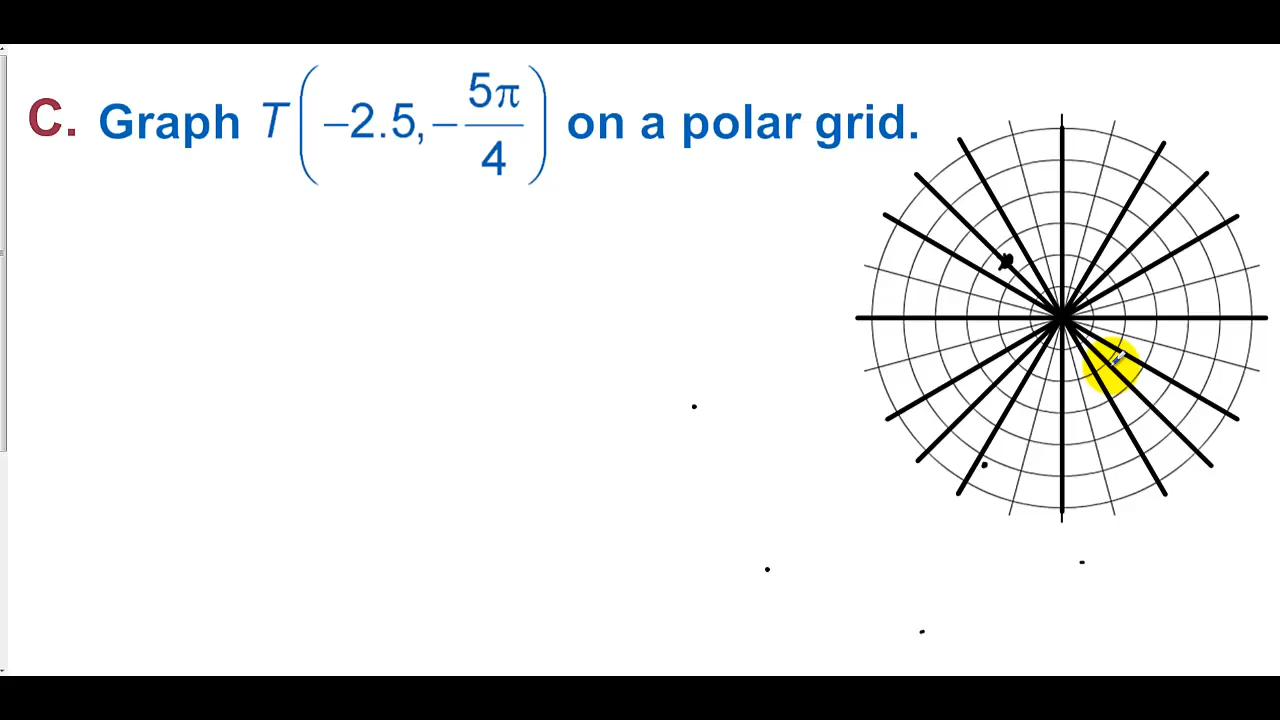 C. Graph T(−2.5, −5π/4) on a polar grid.